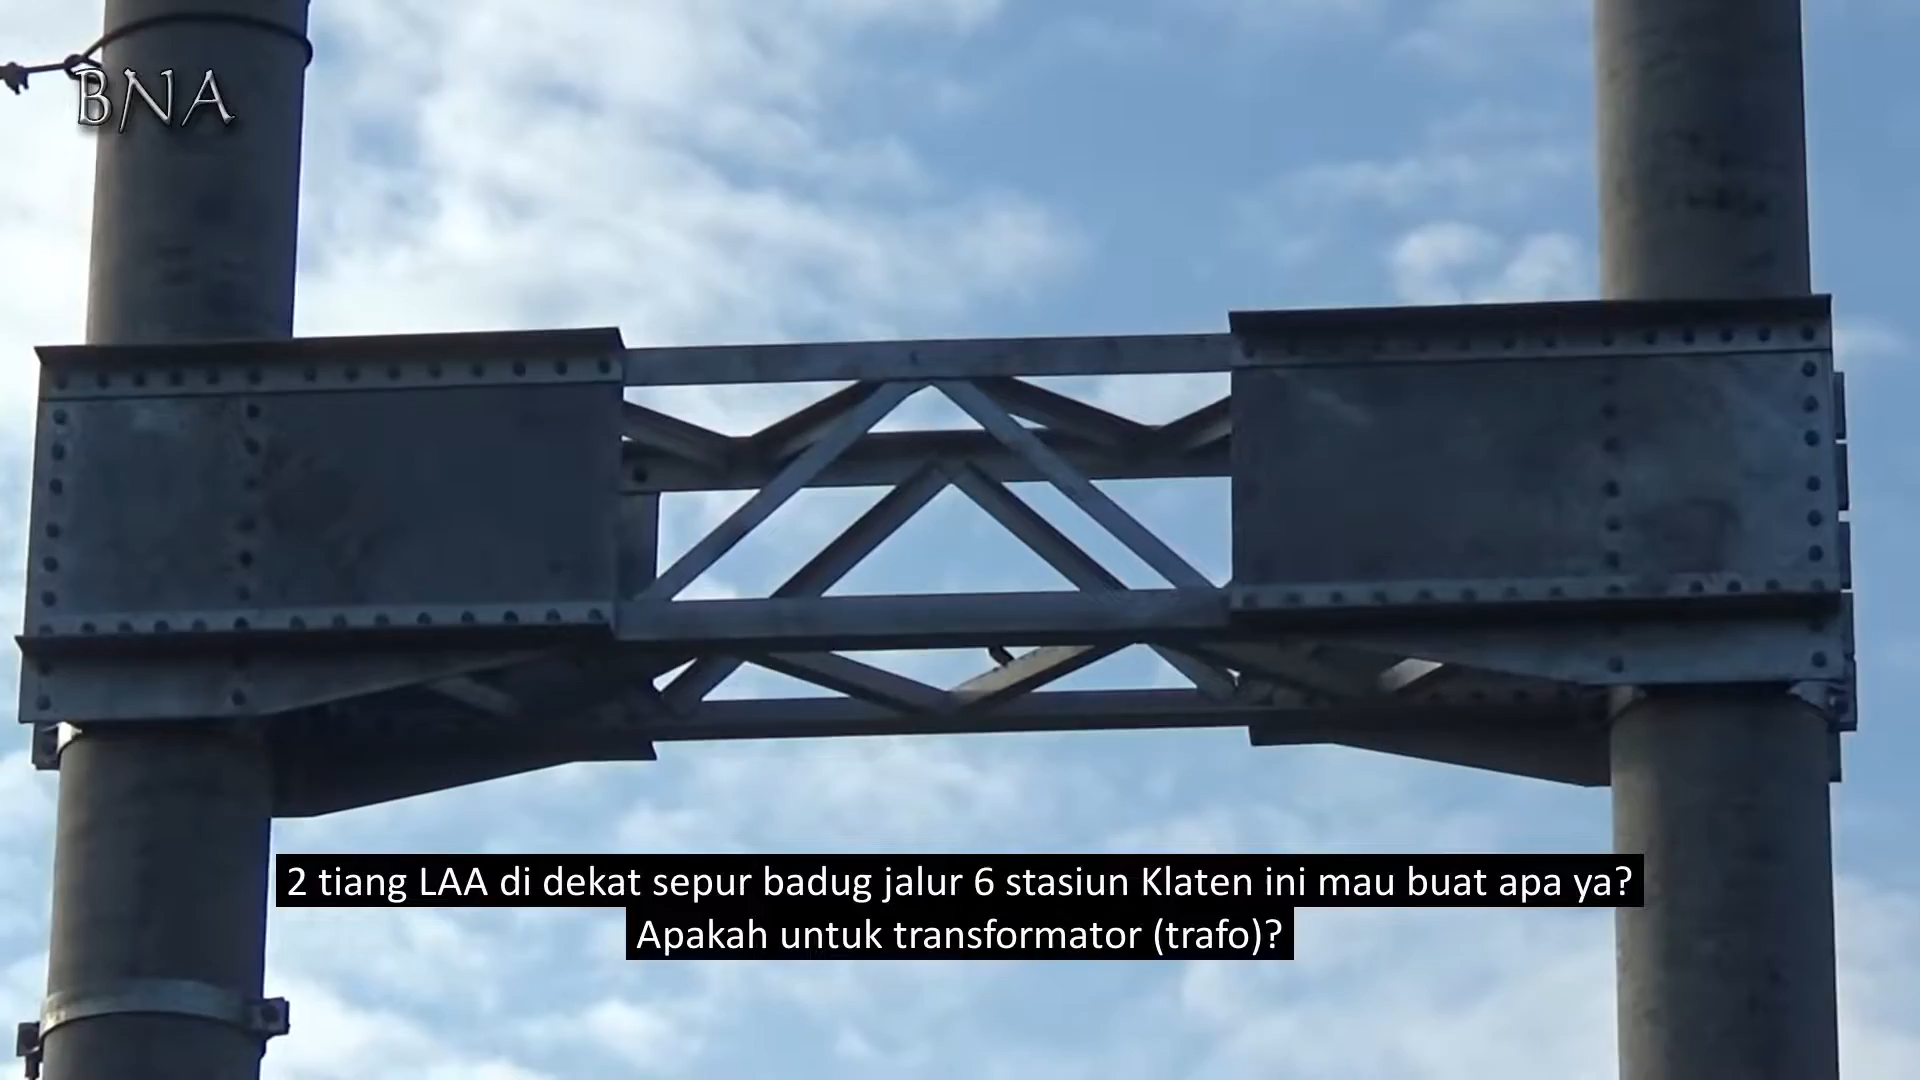 BNA
2 tiang LAA di dekat sepur badug jalur 6 stasiun Klaten ini mau buat apa ya?
Apakah untuk transformator (trafo)?